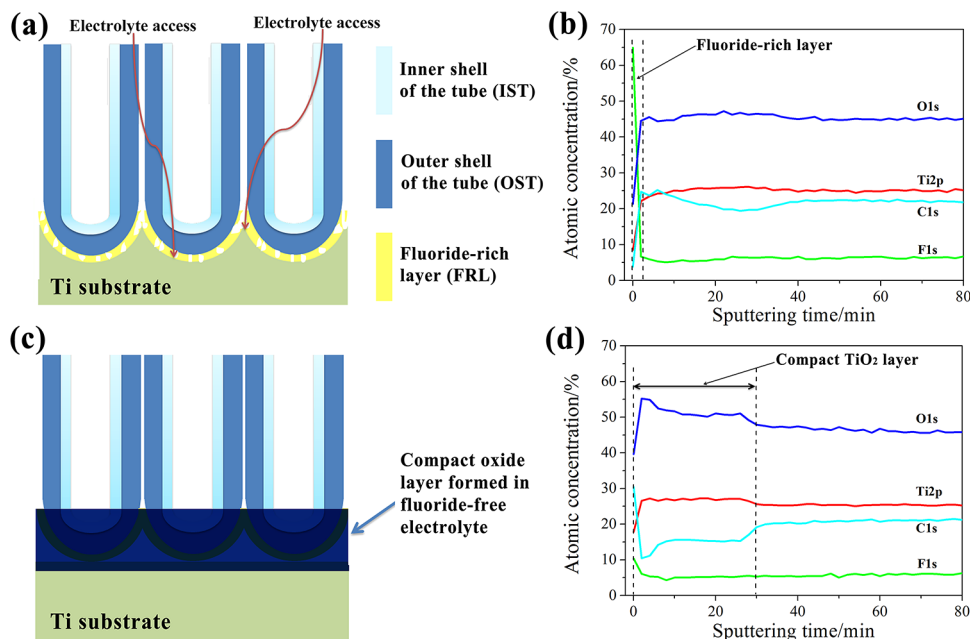 (a)
Electrolyte access
Electrolyte access
Inner shell
of the tube (IST)
Outer shell
of the tube (OST)
Fluoride-rich
layer (FRL)
Ti substrate
(b)
Atomic concentration/%
70
60
50
40
30
20
10
0
Fluoride-rich layer
O1s
Ti2p
C1s
F1s
0
20
40
60
80
Sputtering time/min
(c)
Compact oxide
layer formed in
fluoride-free
electrolyte
Ti substrate
(d)
Atomic concentration/%
70
60
50
40
30
20
10
0
Compact TiO₂ layer
O1s
Ti2p
C1s
F1s
0
20
40
60
80
Sputtering time/min